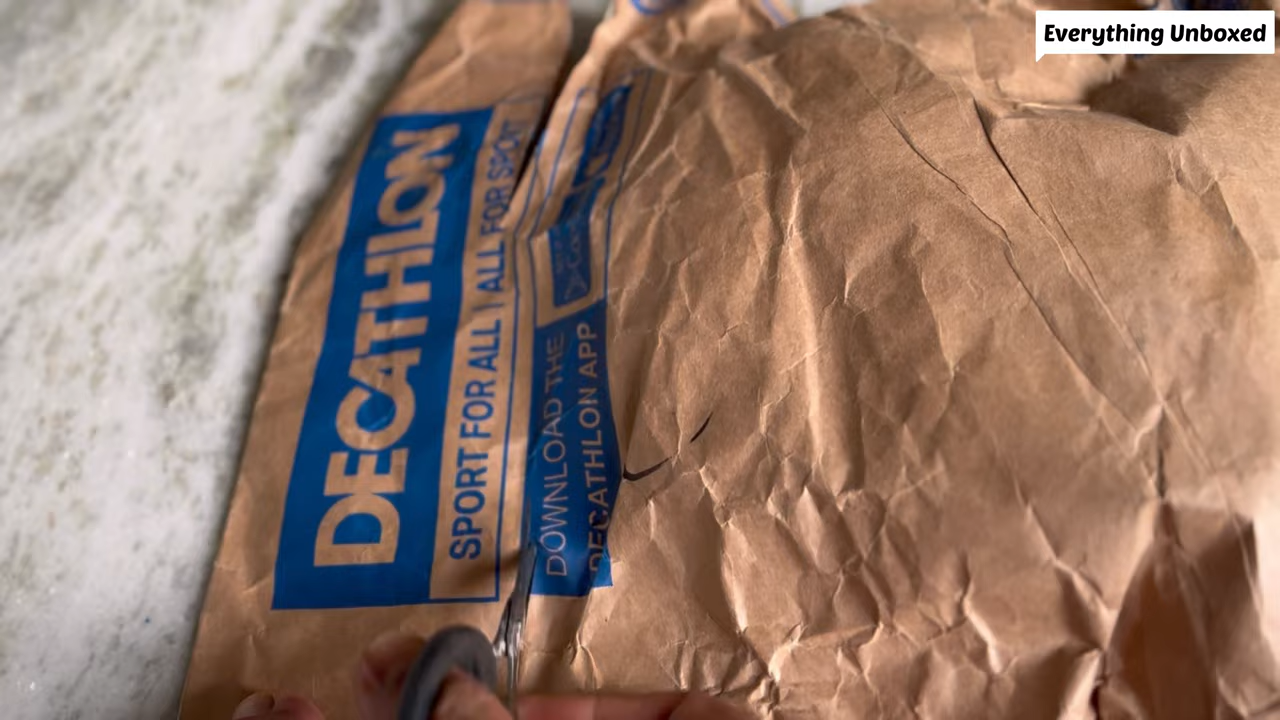 Everything Unboxed
DECATHLON
SPORT FOR ALL | ALL FOR SPORT
DOWNLOAD THE
DECATHLON APP